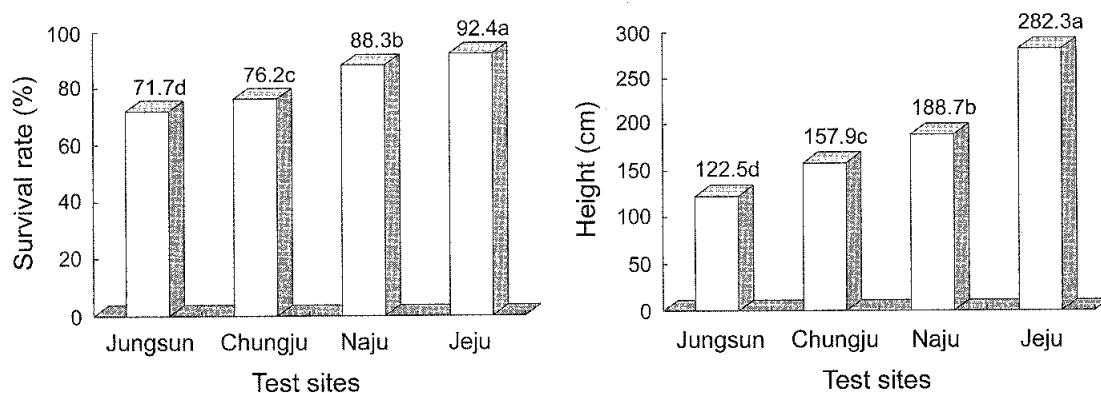 Survival rate (%)
100
80
60
40
20
0
71.7d
76.2c
88.3b
92.4a
Jungsun Chungju Naju Jeju
Test sites
Height (cm)
300
250
200
150
100
50
0
122.5d
157.9c
188.7b
282.3a
Jungsun Chungju Naju Jeju
Test sites